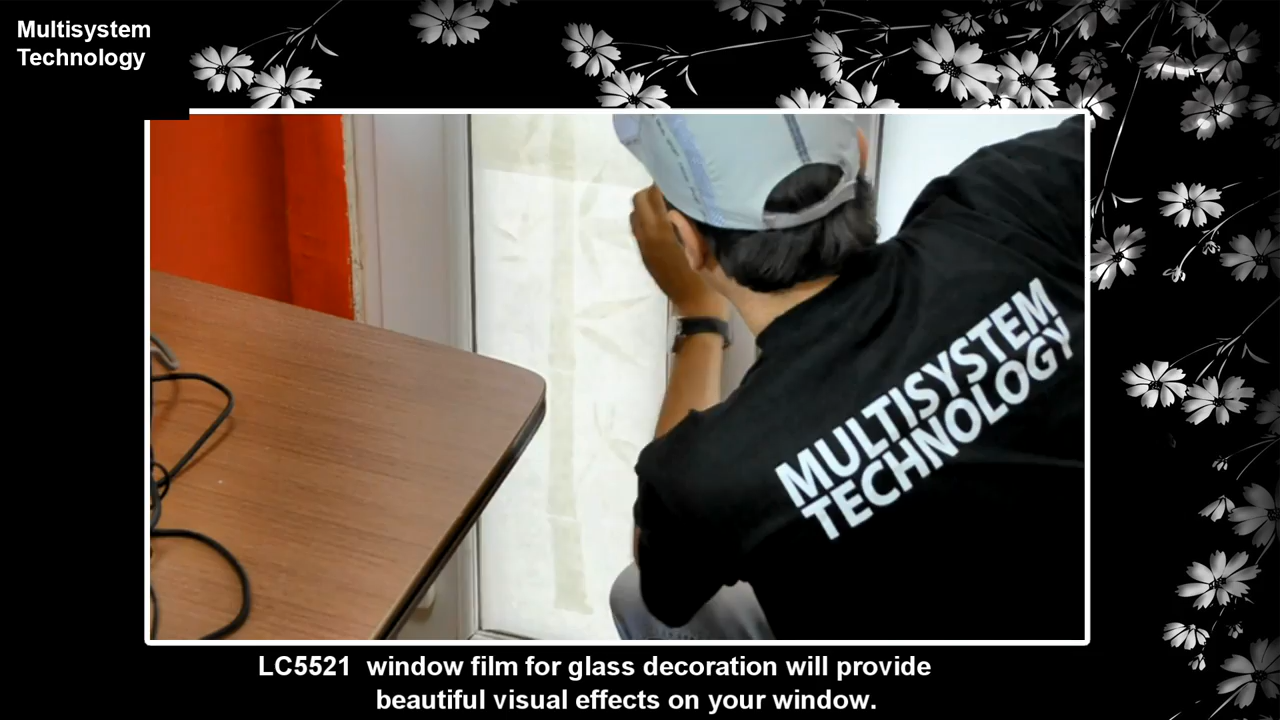 Multisystem
Technology
MULTISYSTEM
TECHNOLOGY
LC5521  window film for glass decoration will provide
beautiful visual effects on your window.